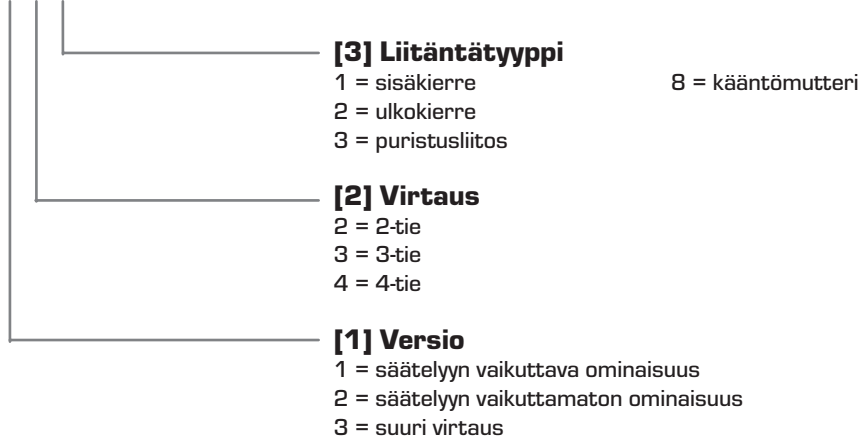 [3] Liitäntätyyppi
1 = sisäkierre 8 = kääntömutteri
2 = ulkokierre
3 = puristusliitos
[2] Virtaus
2 = 2-tie
3 = 3-tie
4 = 4-tie
[1] Versio
1 = säätelyyn vaikuttava ominaisuus
2 = säätelyyn vaikuttamaton ominaisuus
3 = suuri virtaus